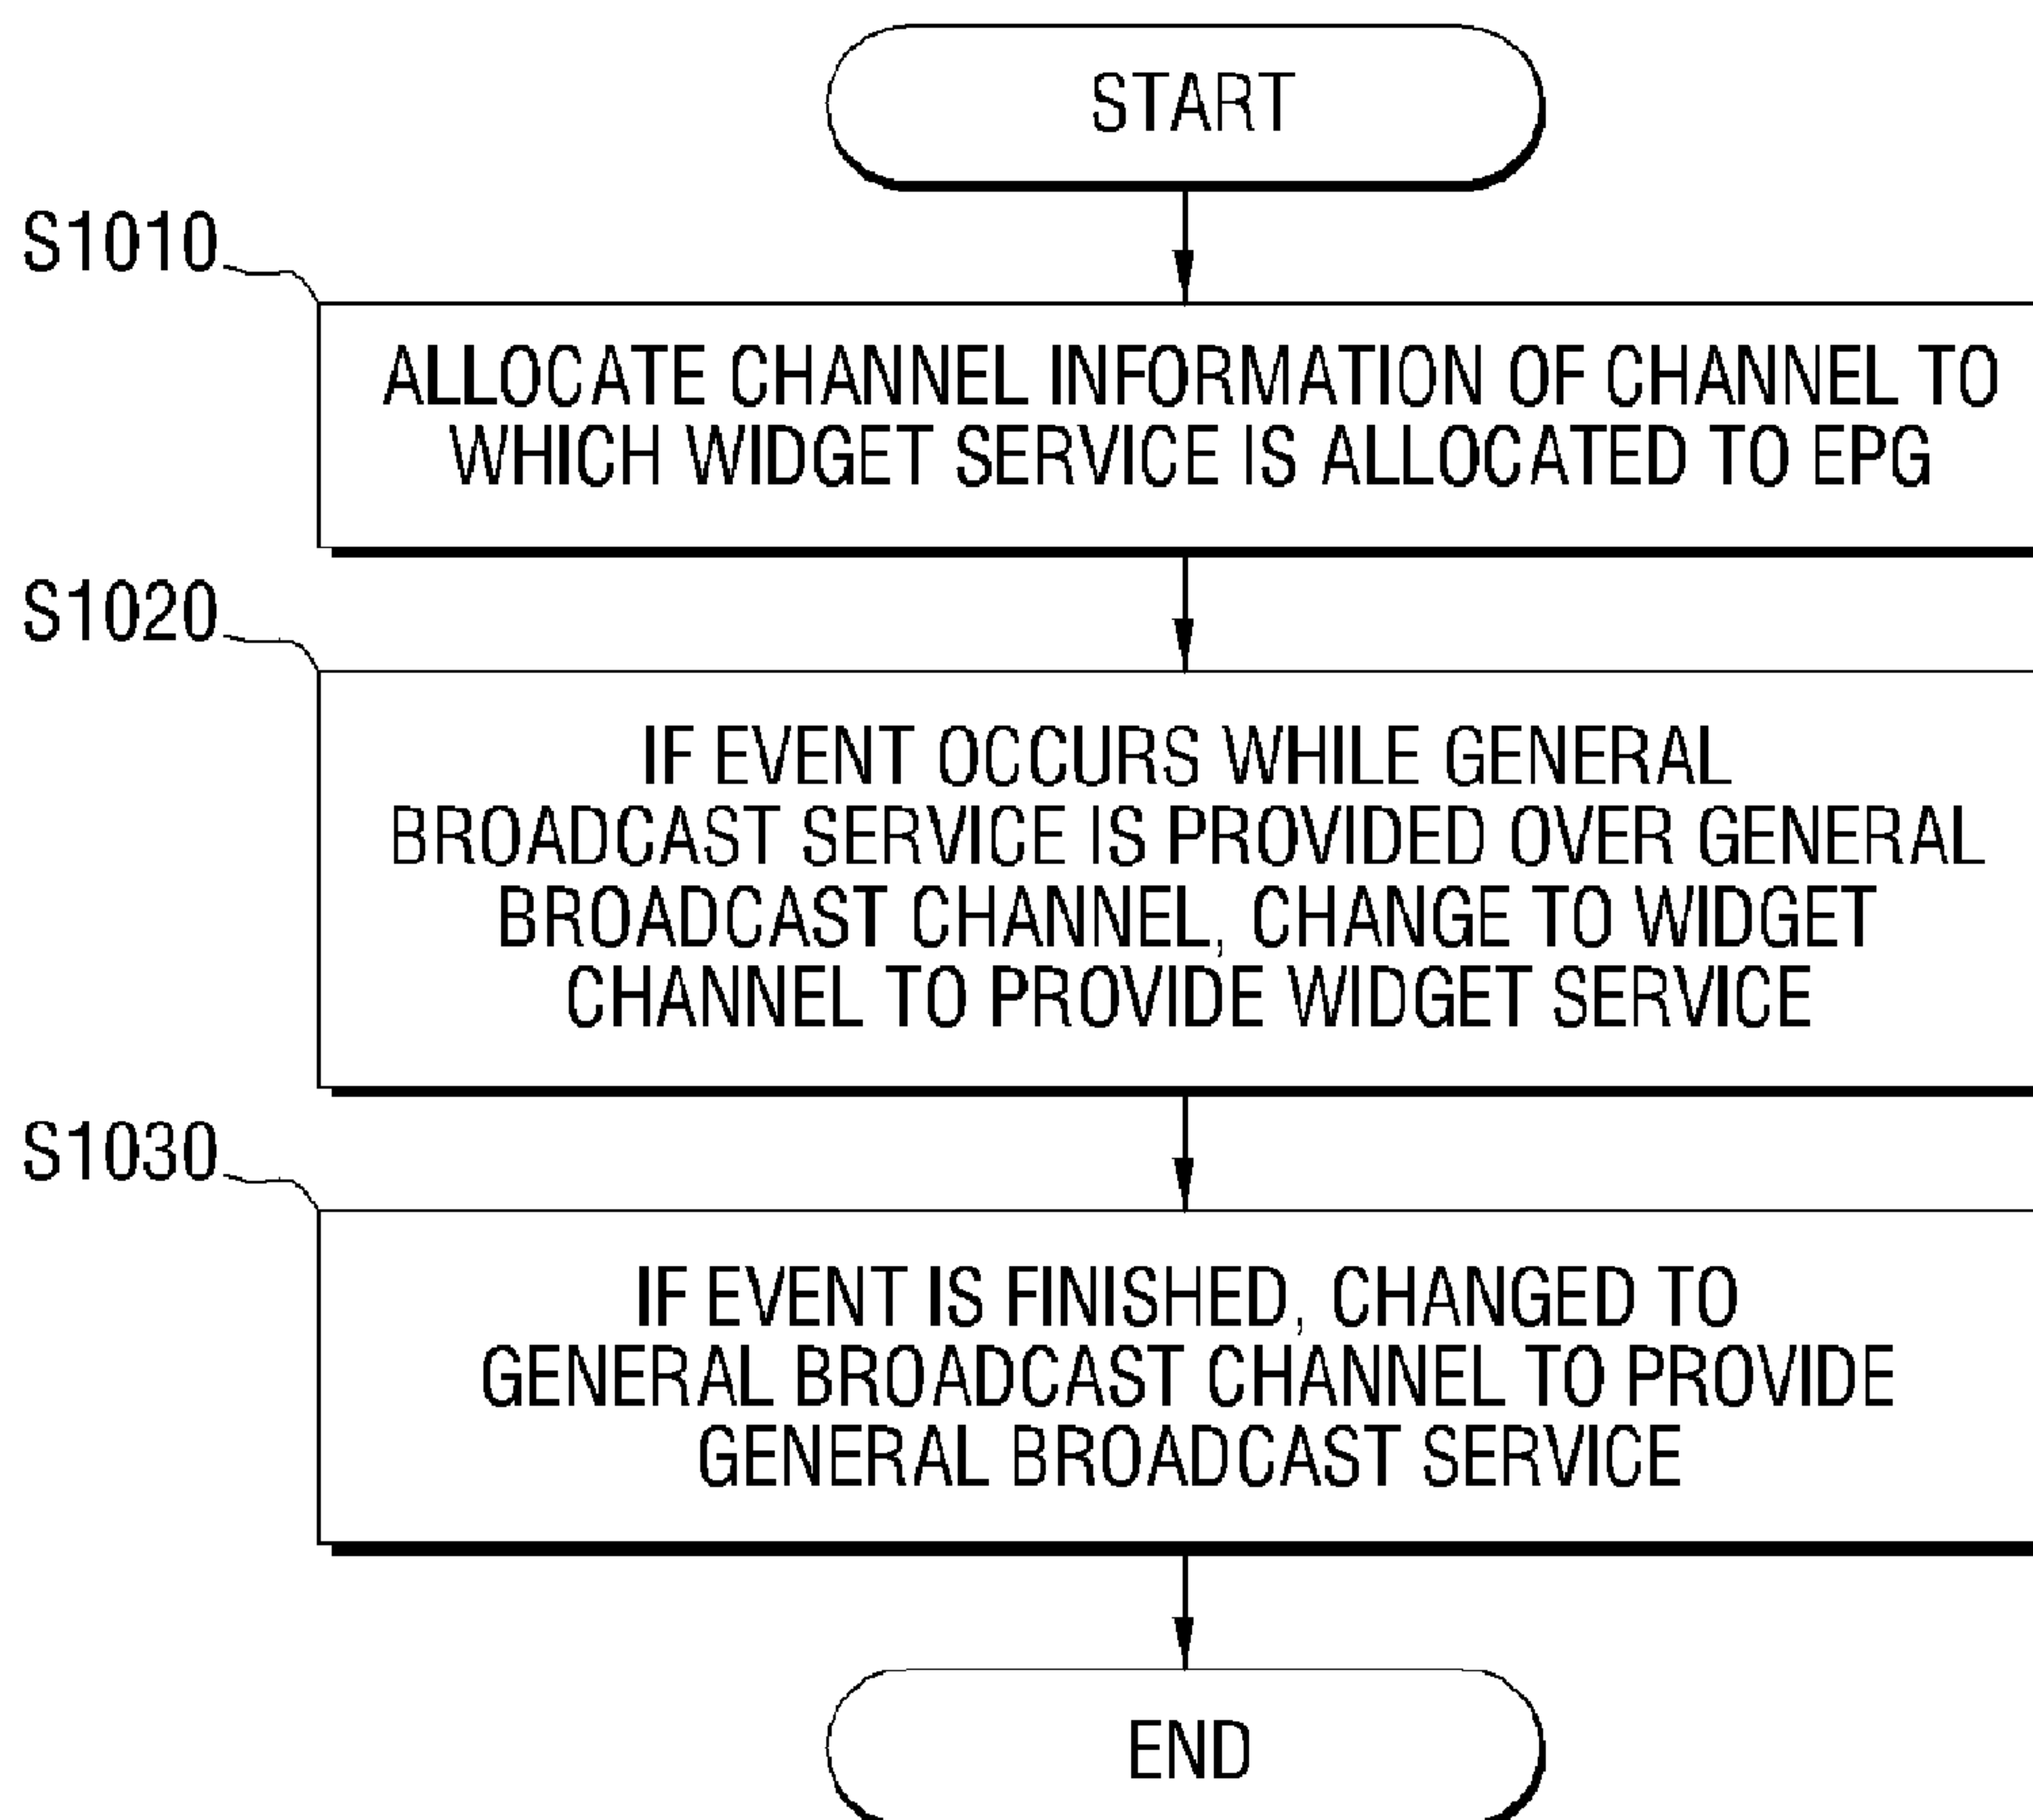 START
S1010
ALLOCATE CHANNEL INFORMATION OF CHANNEL TO
WHICH WIDGET SERVICE IS ALLOCATED TO EPG
S1020
IF EVENT OCCURS WHILE GENERAL
BROADCAST SERVICE IS PROVIDED OVER GENERAL
BROADCAST CHANNEL, CHANGE TO WIDGET
CHANNEL TO PROVIDE WIDGET SERVICE
S1030
IF EVENT IS FINISHED, CHANGED TO
GENERAL BROADCAST CHANNEL TO PROVIDE
GENERAL BROADCAST SERVICE
END